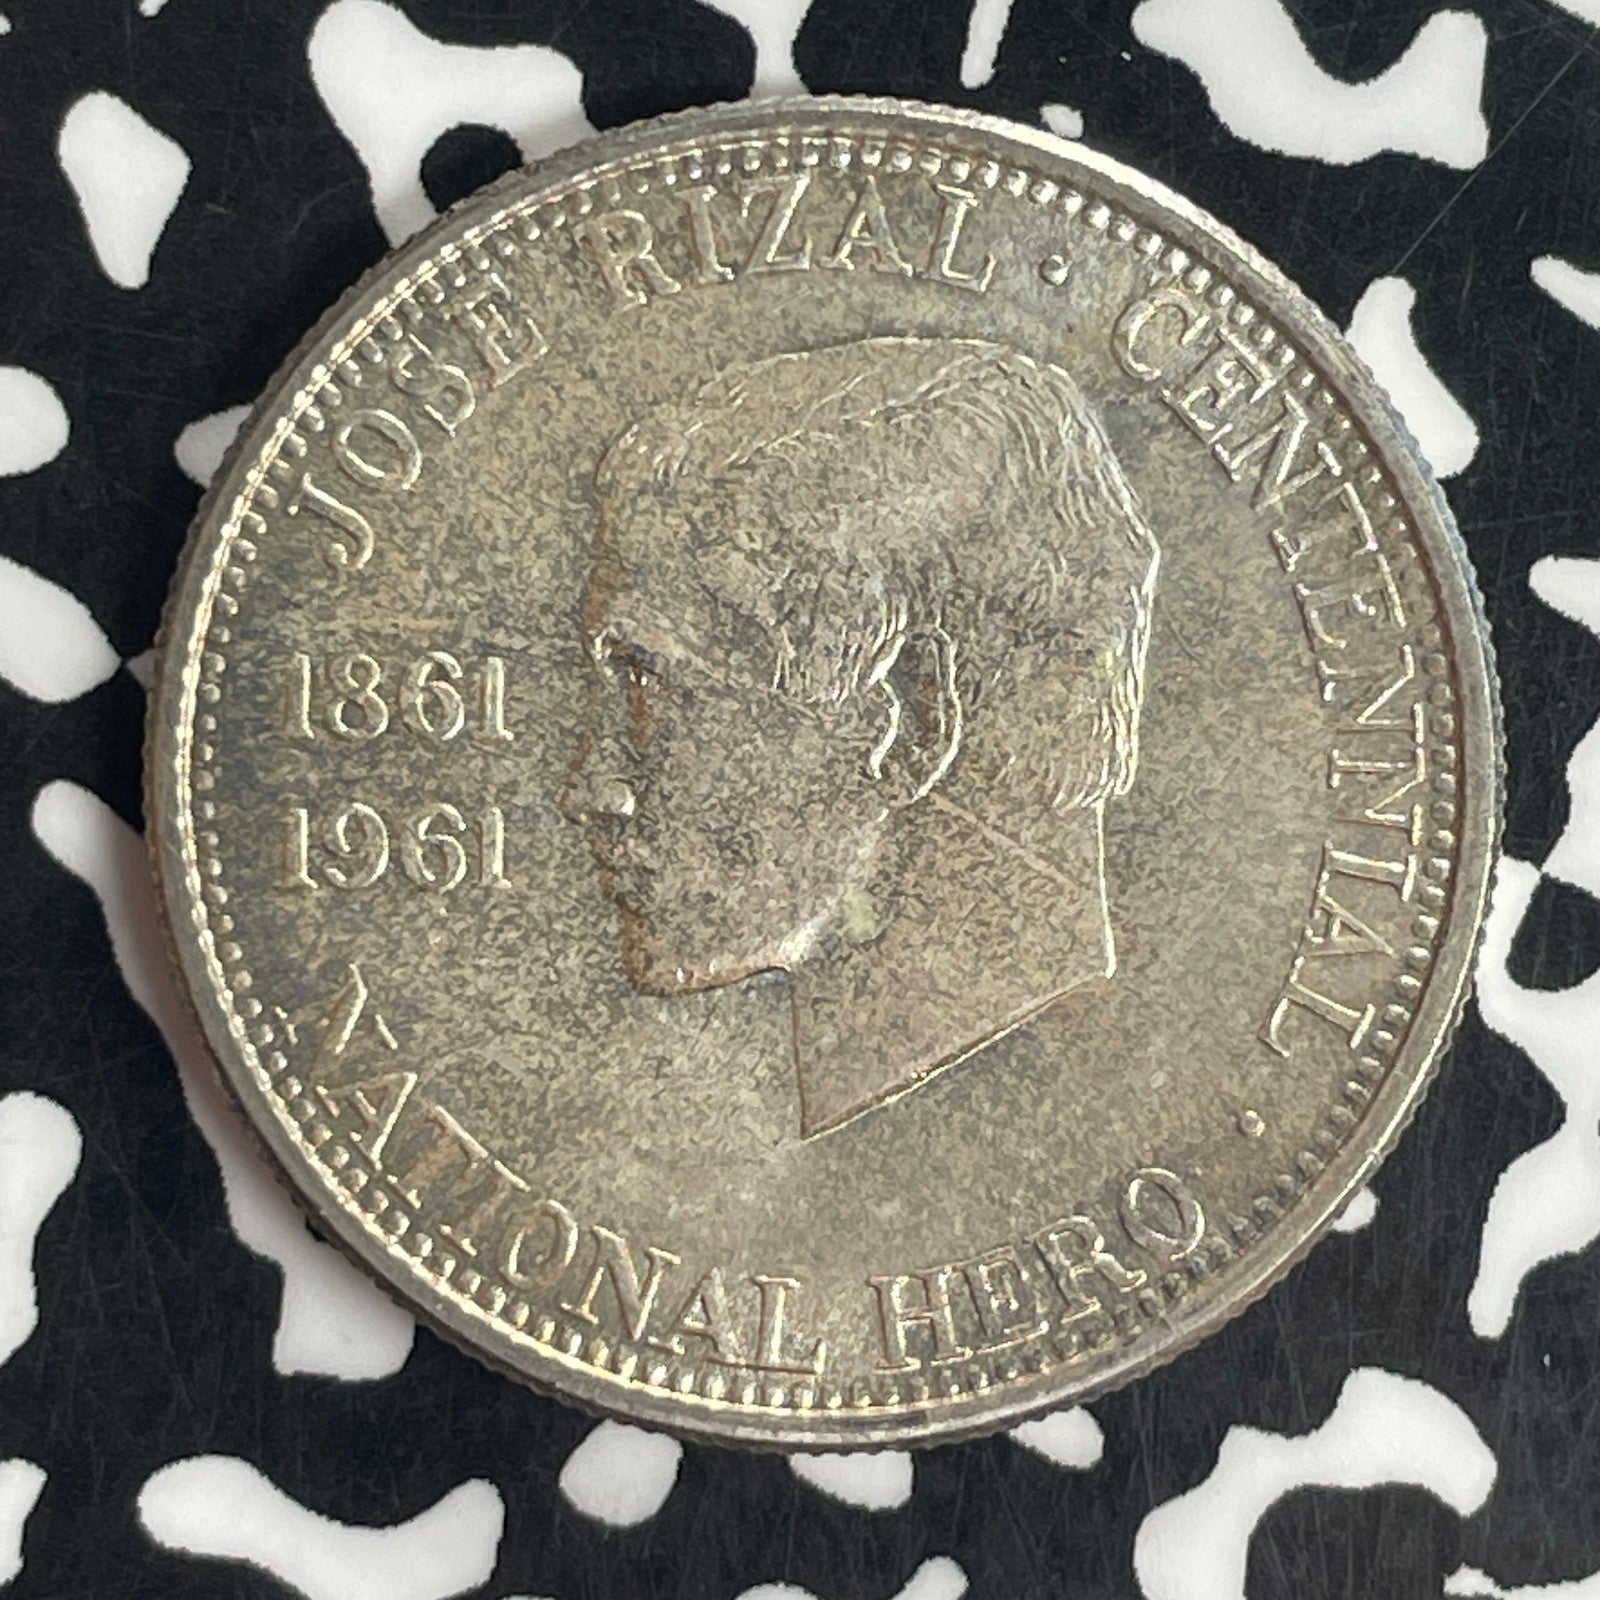 JOSE RIZAL · CENTENNIAL ·
1861
1961
NATIONAL HERO